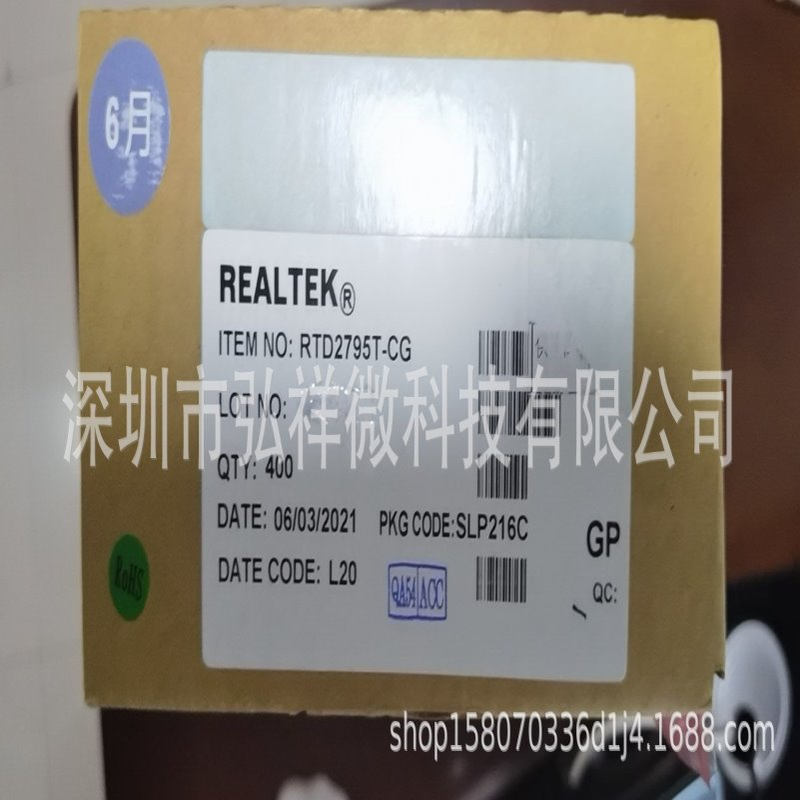 6月
REALTEK®
ITEM NO: RTD2795T-CG
深圳市弘祥微科技有限公司
LOT NO:
QTY: 400
DATE: 06/03/2021 PKG CODE: SLP216C
GP
DATE CODE: L20
QA54 ACC
QC:
RoHS
shop158070336d1j4.1688.com